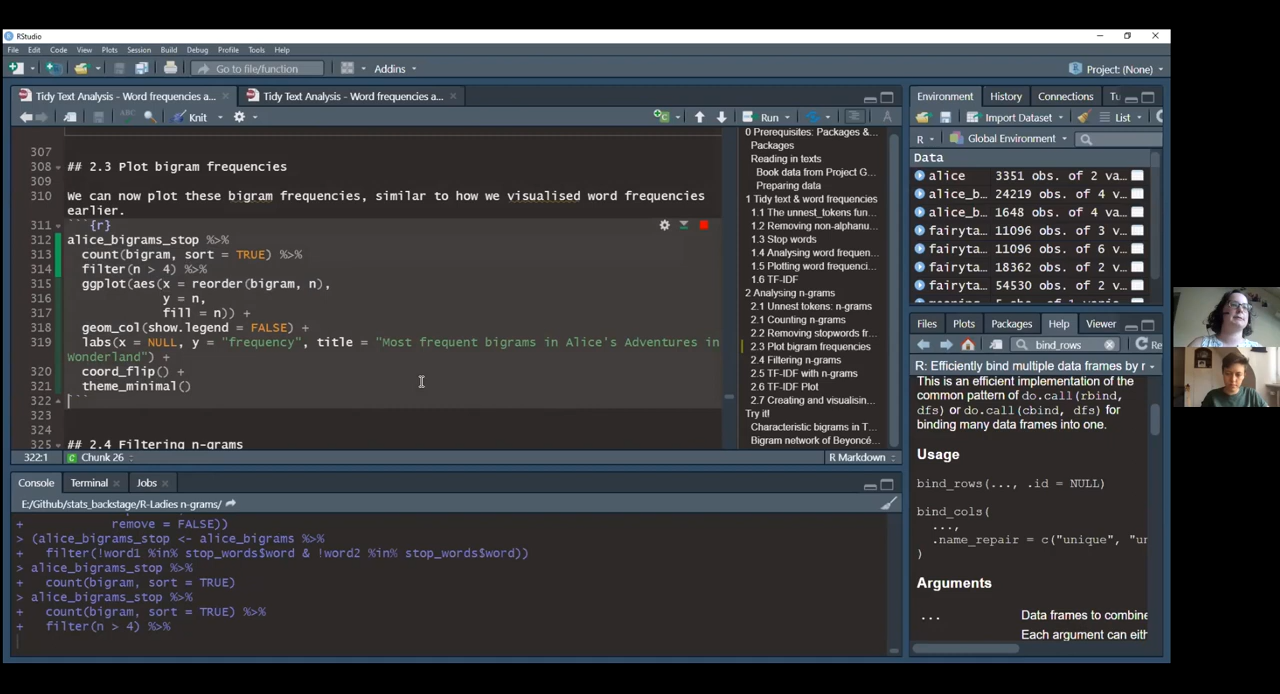 RStudio
File Edit Code View Plots Session Build Debug Profile Tools Help
Go to file/function Addins Project: (None)
Tidy Text Analysis - Word frequencies a... Tidy Text Analysis - Word frequencies a...
Knit Run
307
308 ## 2.3 Plot bigram frequencies
309
310 We can now plot these bigram frequencies, similar to how we visualised word frequencies
earlier.
311 ```{r}
312 alice_bigrams_stop %>%
313 count(bigram, sort = TRUE) %>%
314 filter(n > 4) %>%
315 ggplot(aes(x = reorder(bigram, n),
316 y = n,
317 fill = n)) +
318 geom_col(show.legend = FALSE) +
319 labs(x = NULL, y = "frequency", title = "Most frequent bigrams in Alice's Adventures in
wonderland") +
320 coord_flip() +
321 theme_minimal()
322 ```
323
324
325 ## 2.4 Filtering n-grams
322:1 Chunk 26 R Markdown
0 Prerequisites: Packages &...
Packages
Reading in texts
Book data from Project G...
Preparing data
1 Tidy text & word frequencies
1.1 The unnest_tokens fun...
1.2 Removing non-alphanu...
1.3 Stop words
1.4 Analysing word frequen...
1.5 Plotting word frequenci...
1.6 TF-IDF
2 Analysing n-grams
2.1 Unnest tokens: n-grams
2.1 Counting n-grams
2.2 Removing stopwords fr...
2.3 Plot bigram frequencies
2.4 Filtering n-grams
2.5 TF-IDF with n-grams
2.6 TF-IDF Plot
2.7 Creating and visualisin...
Try it!
Characteristic bigrams in T...
Bigram network of Beyoncé...
Console Terminal Jobs
E:/Github/stats_backstage/R-Ladies n-grams/
+ remove = FALSE))
> (alice_bigrams_stop <- alice_bigrams %>%
+ filter(!word1 %in% stop_words$word & !word2 %in% stop_words$word))
> alice_bigrams_stop %>%
+ count(bigram, sort = TRUE)
> alice_bigrams_stop %>%
+ count(bigram, sort = TRUE) %>%
+ filter(n > 4) %>%
Environment History Connections Tu
Import Dataset List
R Global Environment
Data
alice 3351 obs. of 2 va...
alice_b... 24219 obs. of 4 v...
alice_b... 1648 obs. of 4 va...
fairyta... 11096 obs. of 3 v...
fairyta... 11096 obs. of 6 v...
fairyta... 18362 obs. of 2 v...
fairyta... 54530 obs. of 2 v...
Files Plots Packages Help Viewer
bind_rows Re
R: Efficiently bind multiple data frames by r
This is an efficient implementation of the
common pattern of do.call(rbind,
dfs) or do.call(cbind, dfs) for
binding many data frames into one.
Usage
bind_rows(..., .id = NULL)
bind_cols(
...,
.name_repair = c("unique", "un
)
Arguments
... Data frames to combine
Each argument can eith